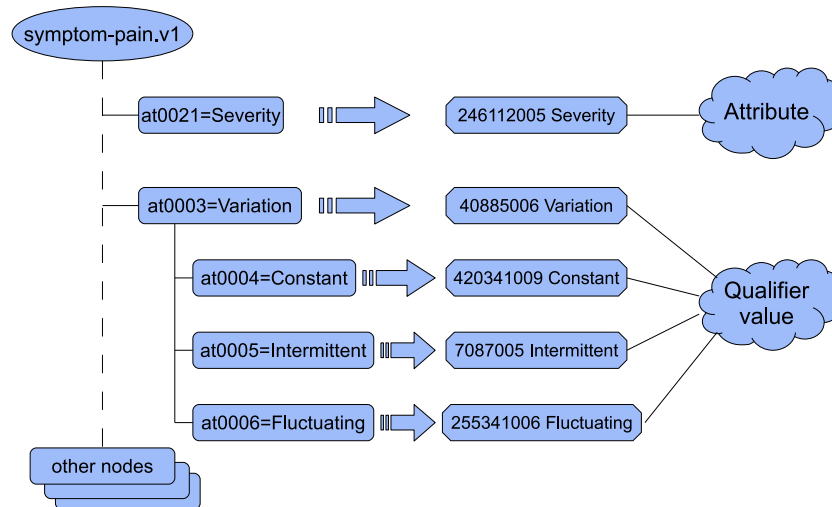 symptom-pain.v1
at0021=Severity
246112005 Severity
Attribute
at0003=Variation
40885006 Variation
at0004=Constant
420341009 Constant
Qualifier
value
at0005=Intermittent
7087005 Intermittent
at0006=Fluctuating
255341006 Fluctuating
other nodes